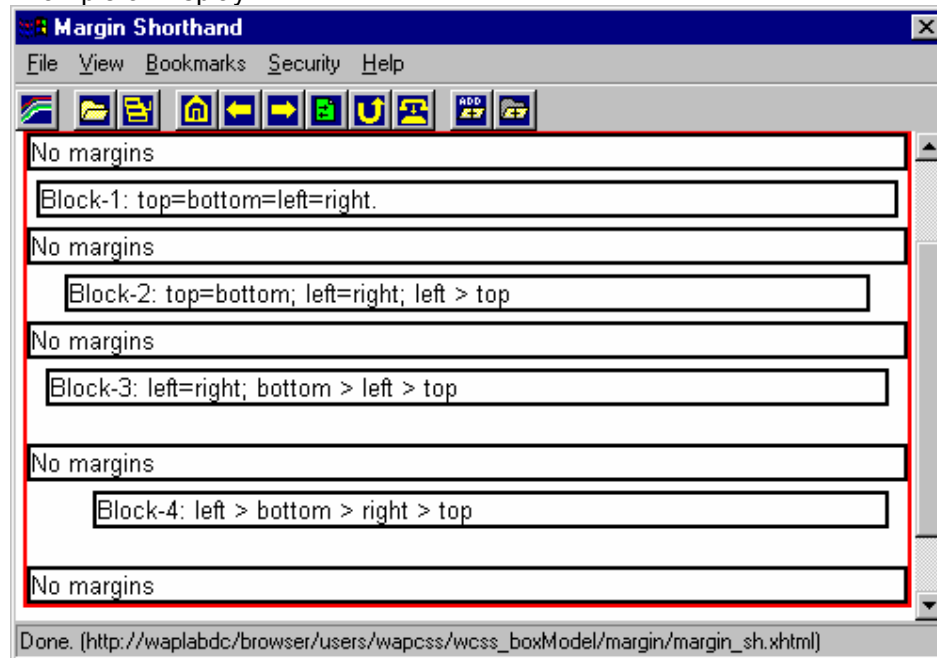 Margin Shorthand
File View Bookmarks Security Help
ADD
No margins
Block-1: top=bottom=left=right.
No margins
Block-2: top=bottom; left=right; left > top
No margins
Block-3: left=right; bottom > left > top
No margins
Block-4: left > bottom > right > top
No margins
Done. (http://waplabdc/browser/users/wapcss/wcss_boxModel/margin/margin_sh.xhtml)